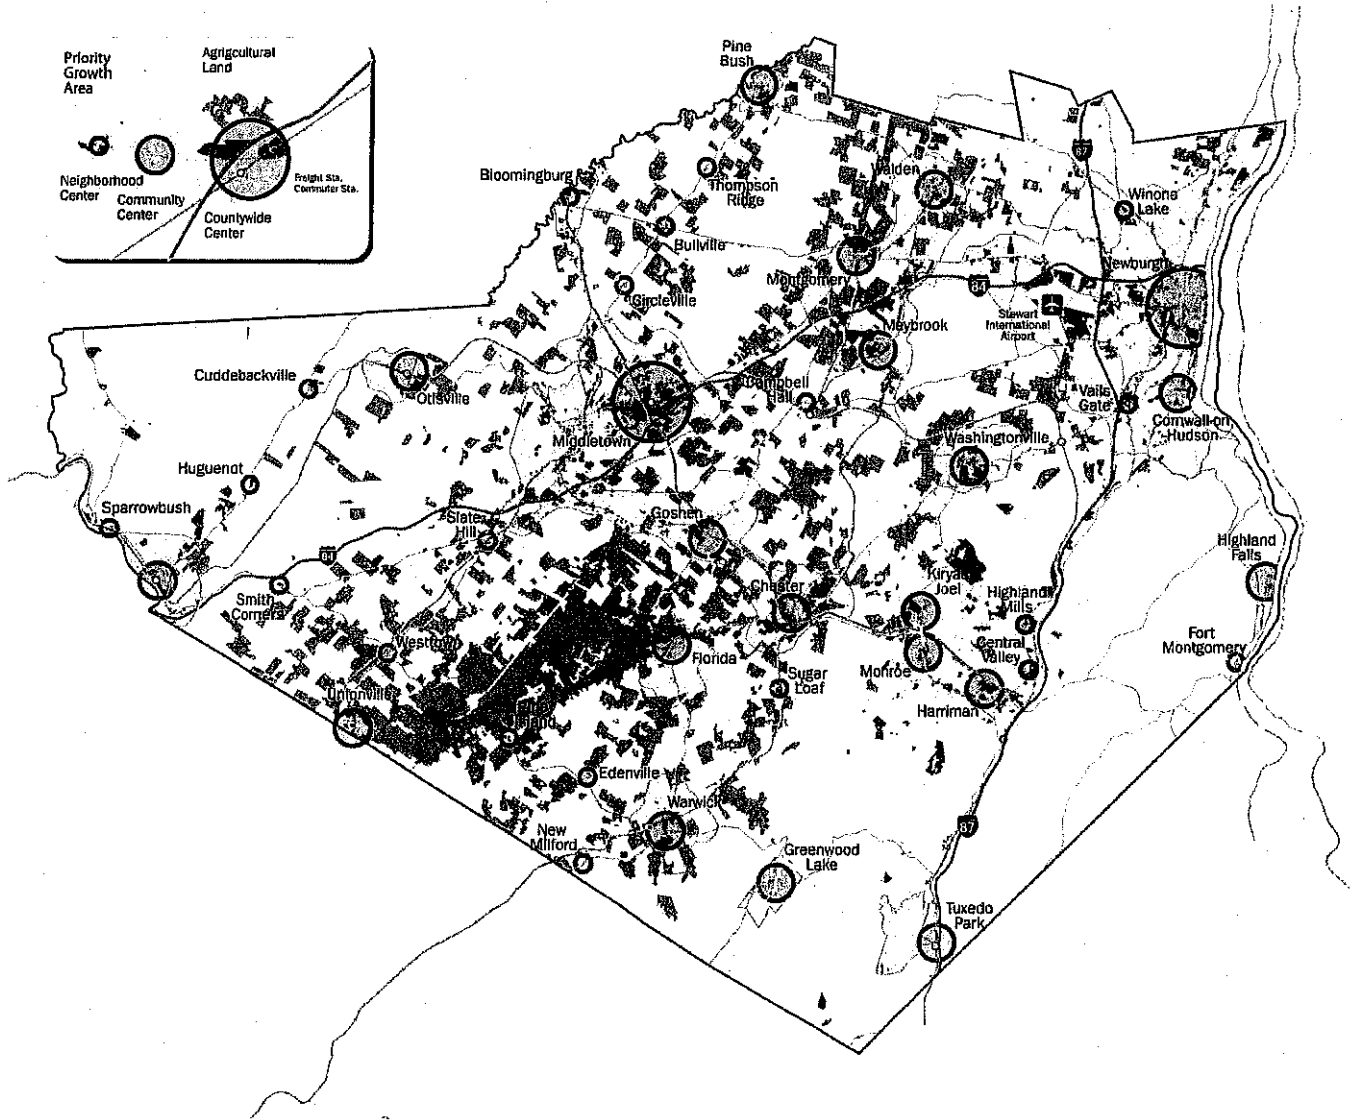 Priority
Growth
Area
Agricultural
Land
Neighborhood
Center
Community
Center
Countywide
Center
Freight Sta.
Commuter Sta.
Pine
Bush
Bloomingburg
Thompson
Ridge
Walden
Winona
Lake
Bullville
Montgomery
Newburgh
Circleville
84
87
Stewart
International
Airport
Maybrook
Cuddebackville
Otisville
Campbell
Hall
Vails
Gate
Cornwall-on
Hudson
Middletown
Washingtonville
Huguenot
Sparrowbush
Slate
Hill
Goshen
Highland
Falls
84
Smith
Corners
Chester
Kiryas
Joel
Highland
Mills
Westtown
Florida
Monroe
Central
Valley
Fort
Montgomery
Unionville
Island
Sugar
Loaf
Harriman
Edenville
Warwick
New
Milford
87
Greenwood
Lake
Tuxedo
Park